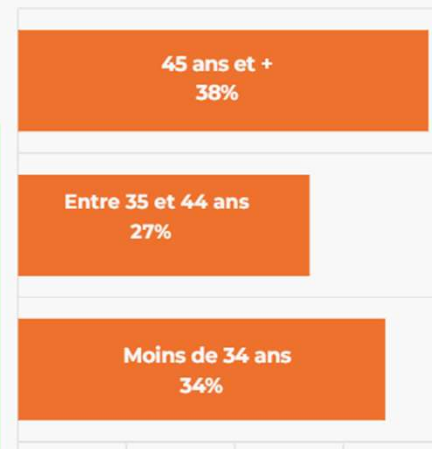 45 ans et +
38%
Entre 35 et 44 ans
27%
Moins de 34 ans
34%